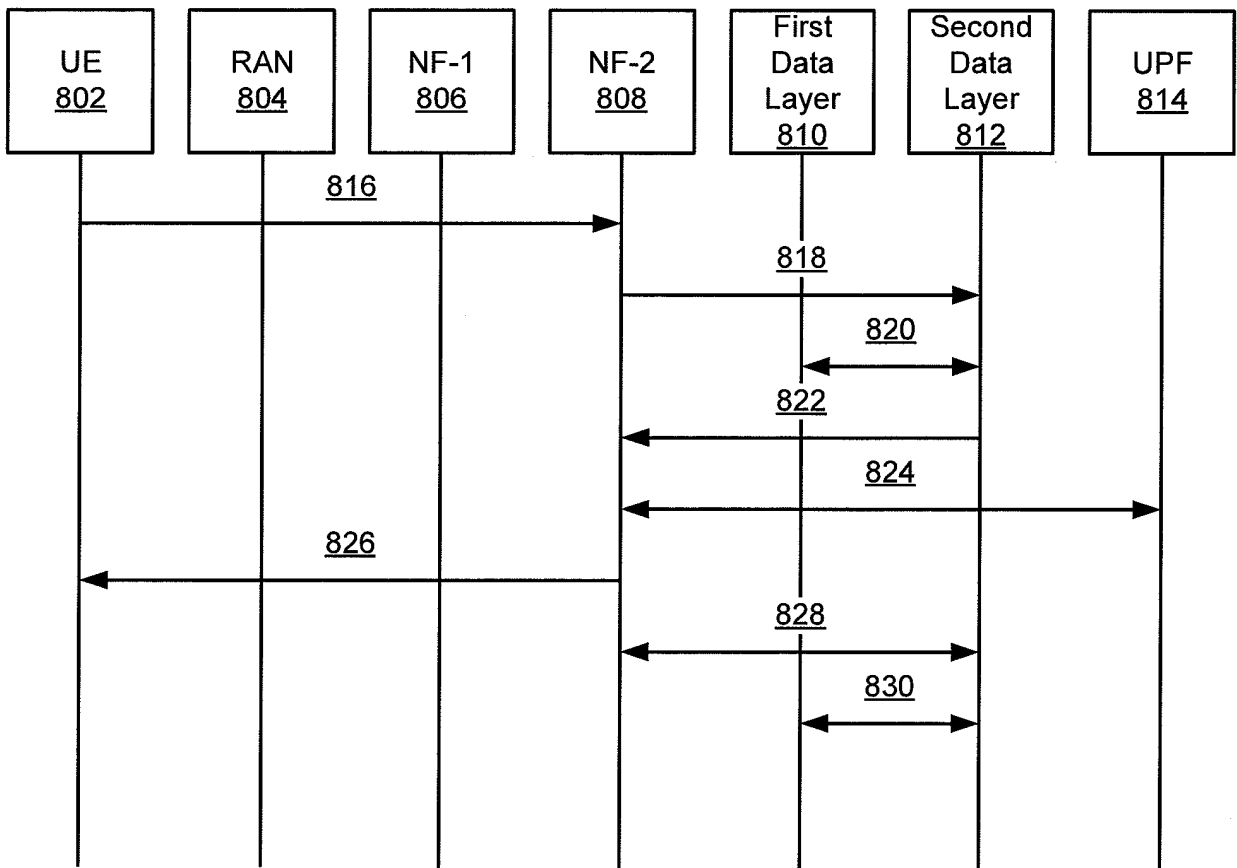 UE
802
RAN
804
NF-1
806
NF-2
808
First
Data
Layer
810
Second
Data
Layer
812
UPF
814
816
818
820
822
824
826
828
830